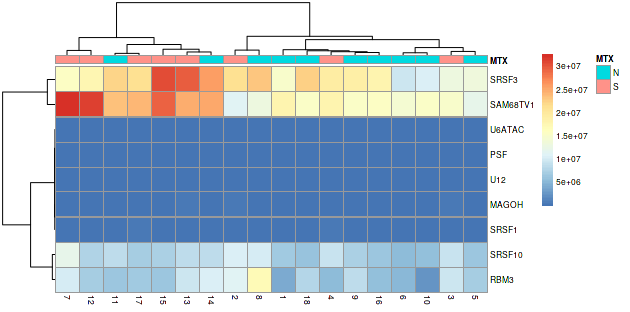 MTX
MTX
N
S
SRSF3
SAM68TV1
U6ATAC
PSF
U12
MAGOH
SRSF1
SRSF10
RBM3
3e+07
2.5e+07
2e+07
1.5e+07
1e+07
5e+06
7 12 11 17 15 13 14 2 8 1 18 4 9 16 6 10 3 5